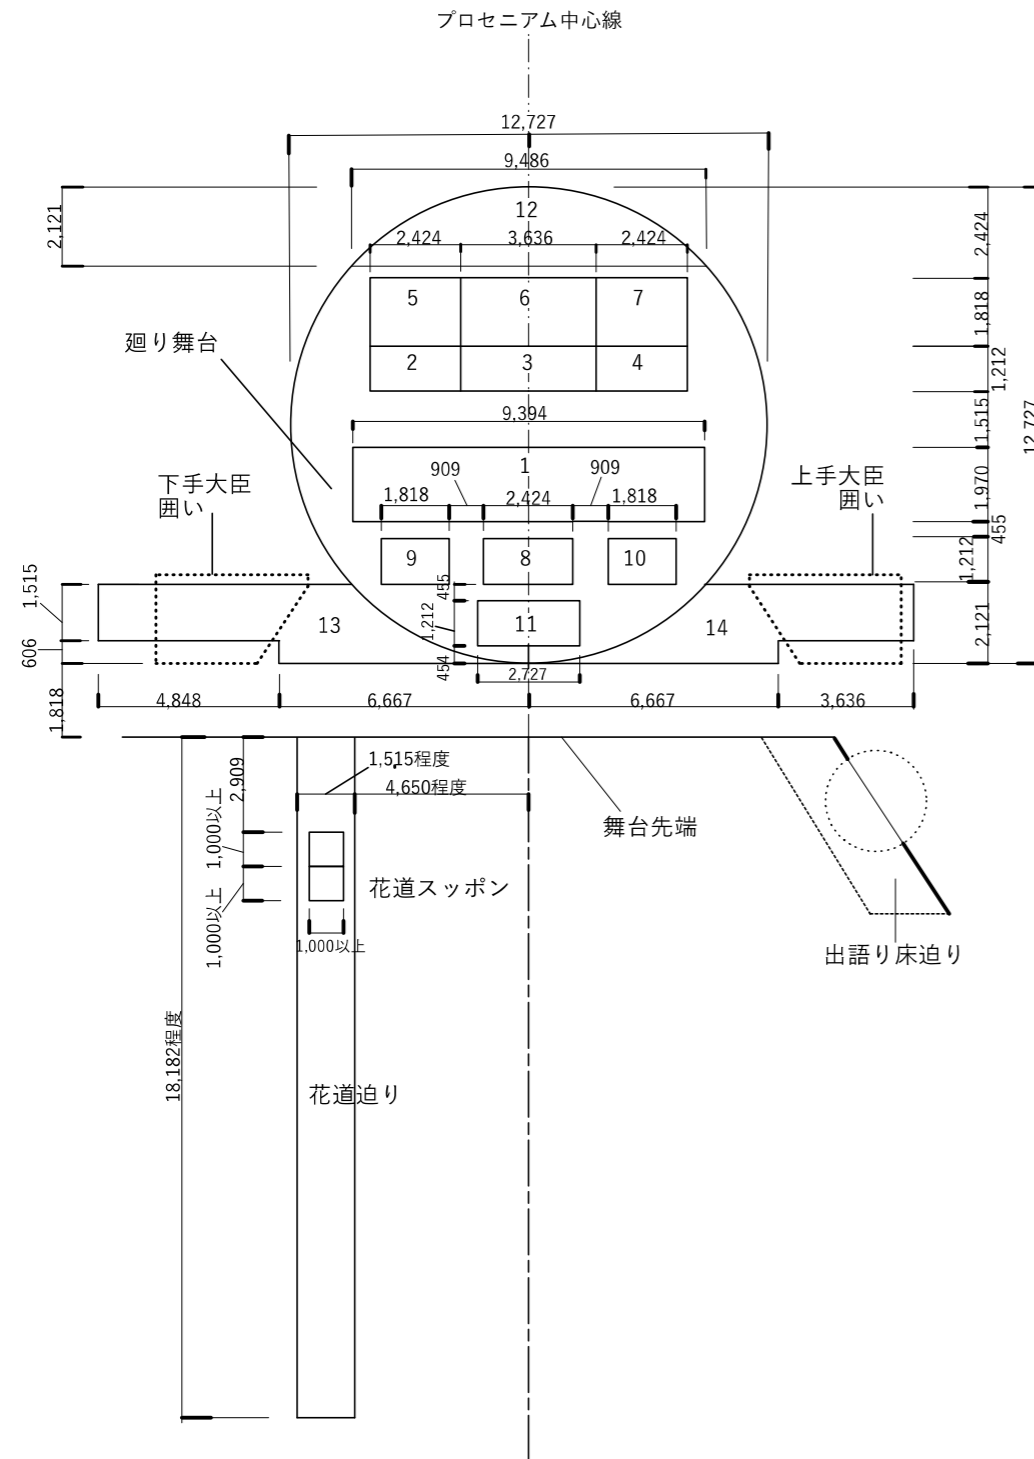 プロセニアム中心線
12,727
9,486
12
2,121
2,424
3,636
2,424
2,424
5
6
7
1,818
廻り舞台
2
3
4
1,212
12,727
9,394
1,515
1
909
909
下手大臣
囲い
上手大臣
囲い
1,818
2,424
1,818
1,970
455
9
8
10
1,212
1,515
455
13
1,212
11
14
2,121
606
454
2,727
1,818
4,848
6,667
6,667
3,636
1,515程度
4,650程度
2,909
舞台先端
1,000以上
花道スッポン
1,000以上
1,000以上
出語り床迫り
18,182程度
花道迫り